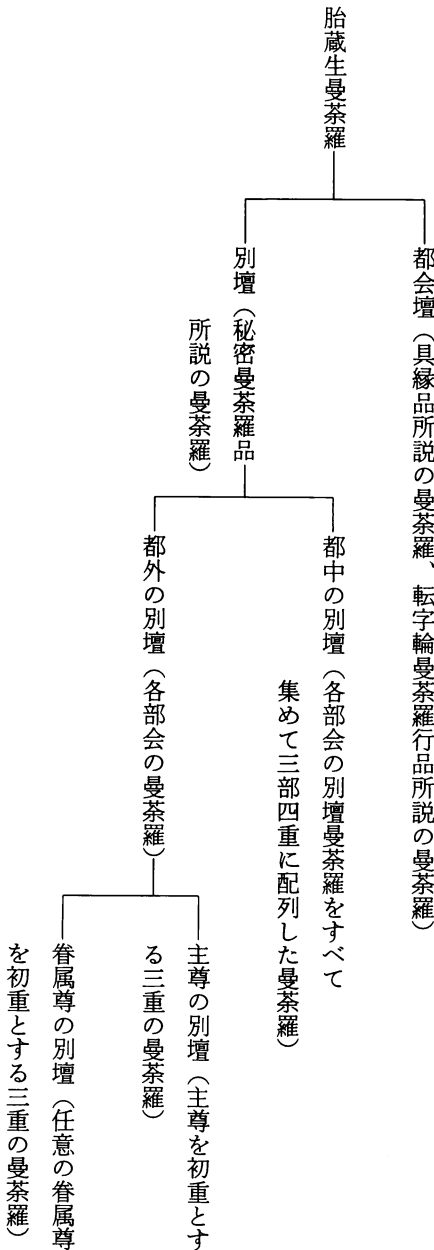 胎蔵生曼荼羅
都会壇（具縁品所説の曼荼羅、転字輪曼荼羅行品所説の曼荼羅）
別壇（秘密曼荼羅品
所説の曼荼羅）
都中の別壇（各部会の別壇曼荼羅をすべて
集めて三部四重に配列した曼荼羅）
都外の別壇（各部会の曼荼羅）
主尊の別壇（主尊を初重とす
る三重の曼荼羅）
眷属尊の別壇（任意の眷属尊
を初重とする三重の曼荼羅）